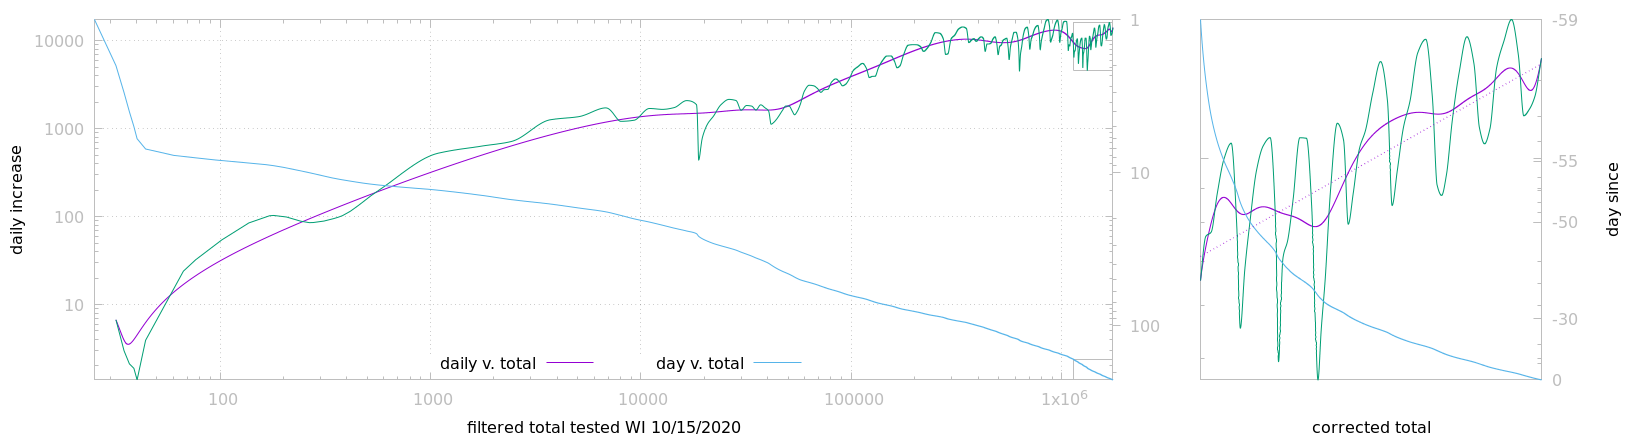 10000
1000
100
10
daily increase
100
1000
10000
100000
1x10^6
filtered total tested WI 10/15/2020
daily v. total
day v. total
1
10
100
-59
-55
-50
-30
0
day since
corrected total